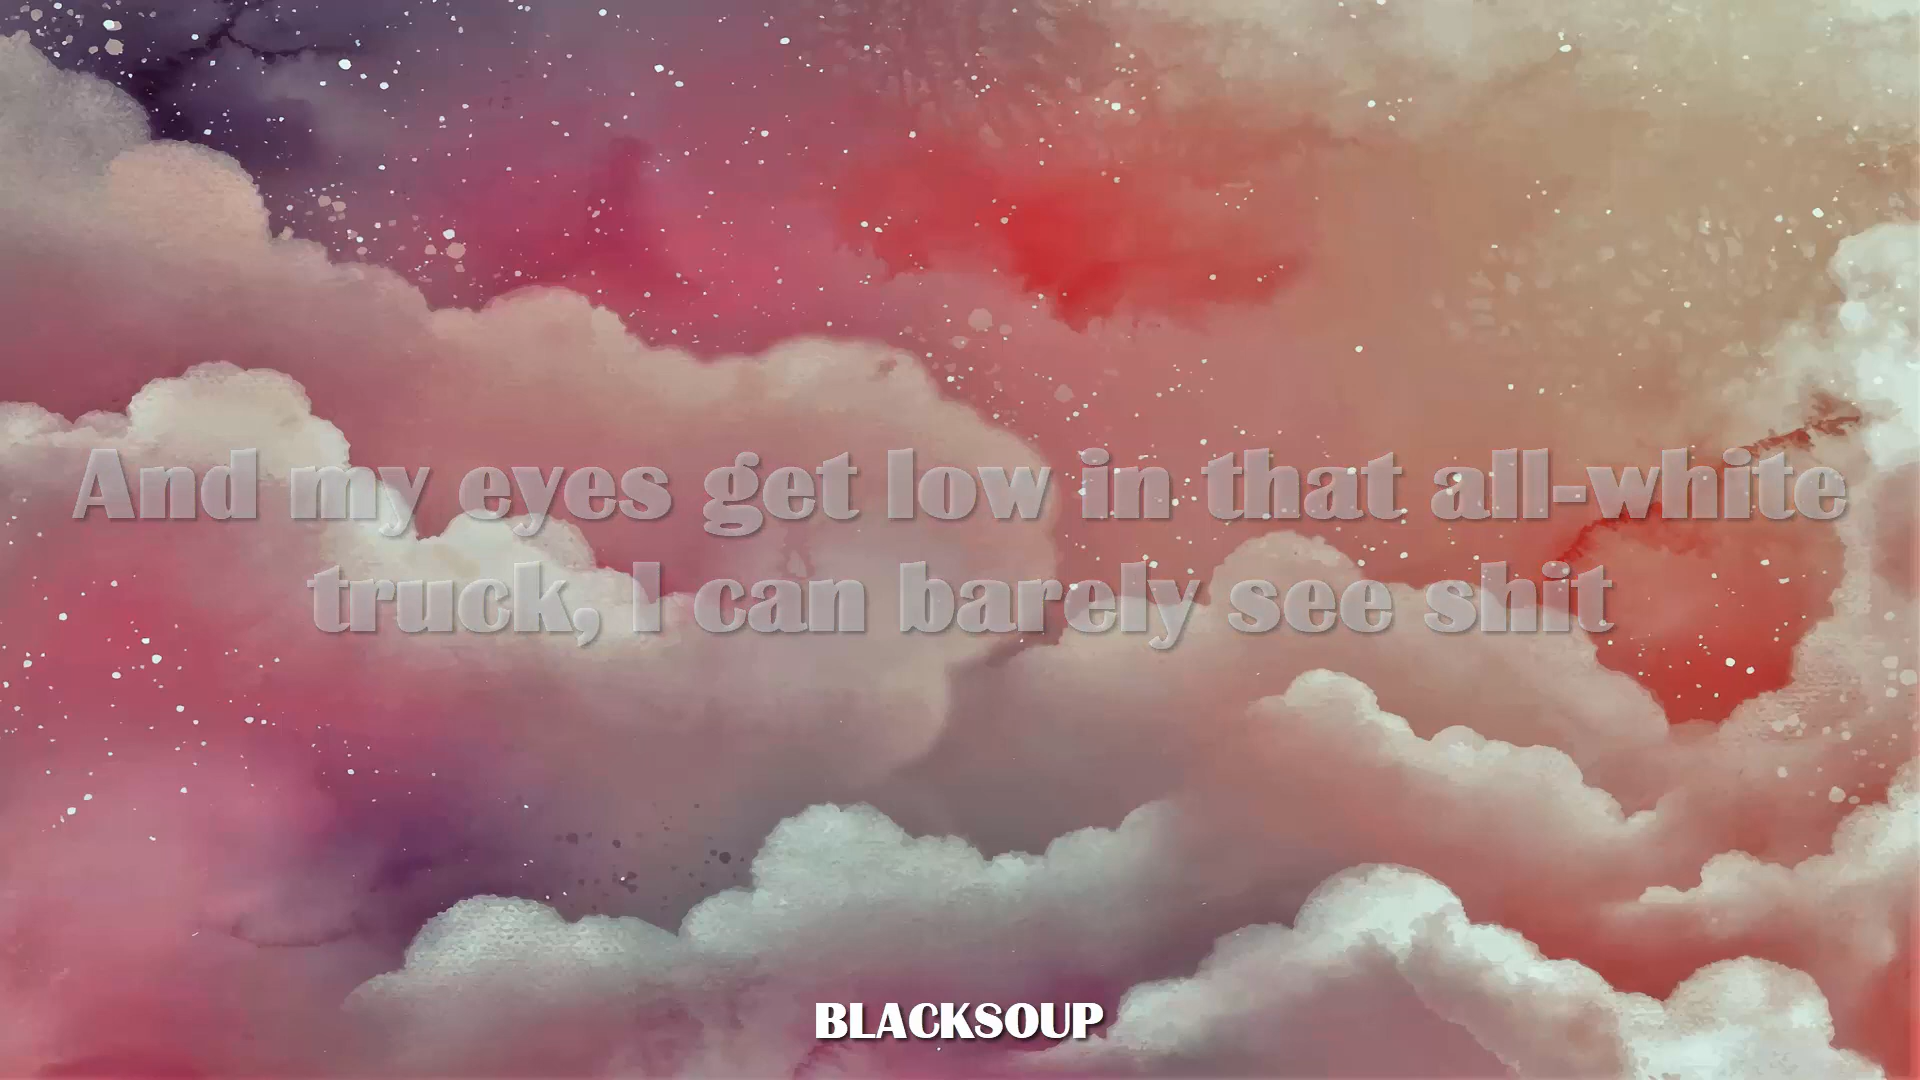 And my eyes get low in that all-white
truck, I can barely see shit
BLACKSOUP